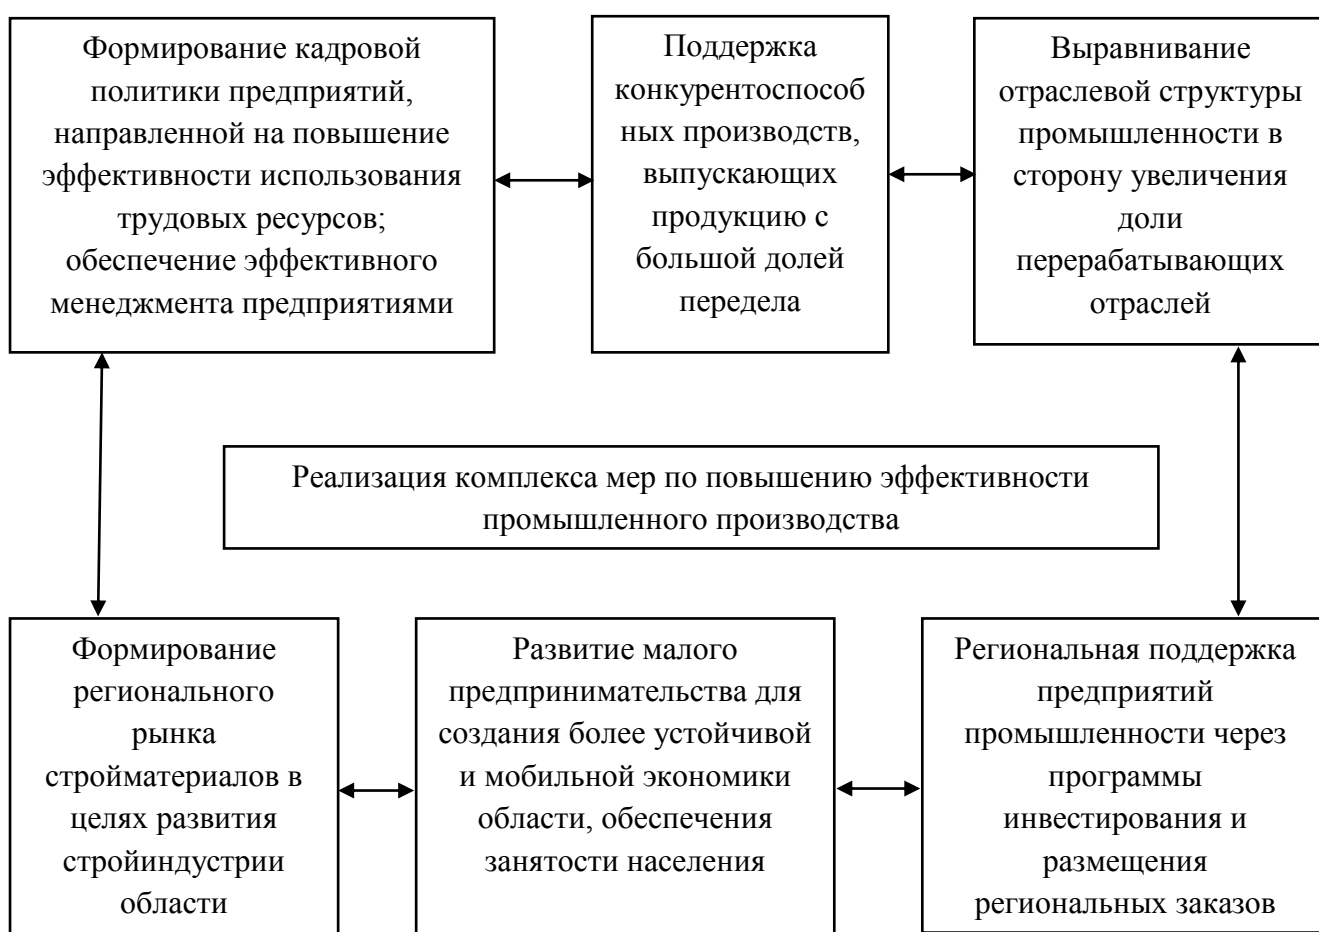 Формирование кадровой
политики предприятий,
направленной на повышение
эффективности использования
трудовых ресурсов;
обеспечение эффективного
менеджмента предприятиями
Поддержка
конкурентоспособ
ных производств,
выпускающих
продукцию с
большой долей
передела
Выравнивание
отраслевой структуры
промышленности в
сторону увеличения
доли
перерабатывающих
отраслей
Реализация комплекса мер по повышению эффективности
промышленного производства
Формирование
регионального
рынка
стройматериалов в
целях развития
стройиндустрии
области
Развитие малого
предпринимательства для
создания более устойчивой
и мобильной экономики
области, обеспечения
занятости населения
Региональная поддержка
предприятий
промышленности через
программы
инвестирования и
размещения
региональных заказов